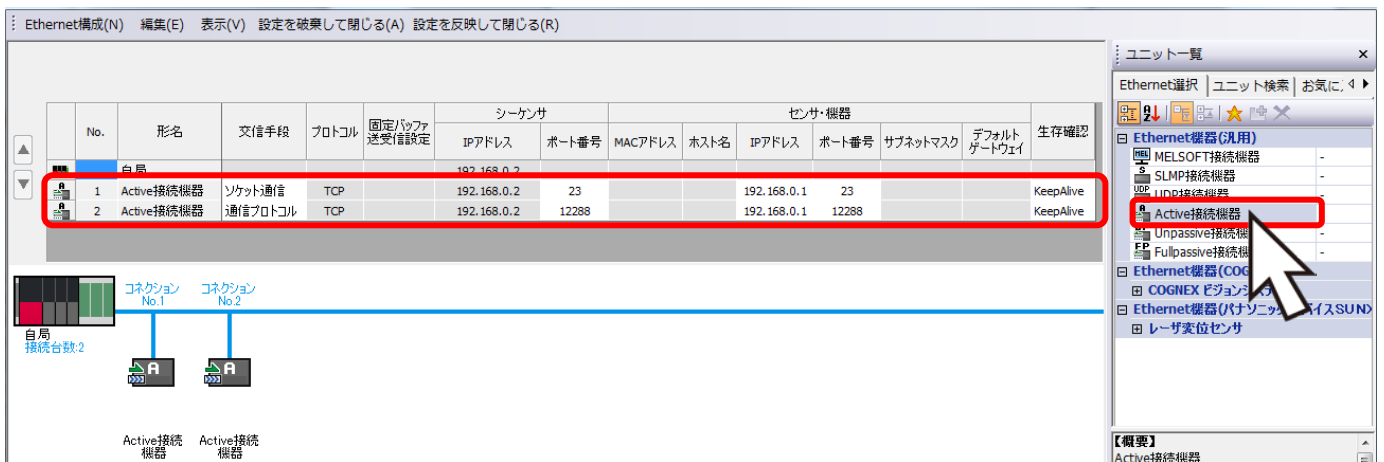 Ethernet構成(N) 編集(E) 表示(V) 設定を破棄して閉じる(A) 設定を反映して閉じる(R)
ユニット一覧 ×
Ethernet選択 ユニット検索 お気に
シーケンサ センサ・機器
No. 形名 交信手段 プロトコル 固定バッファ 送受信設定 IPアドレス ポート番号 MACアドレス ホスト名 IPアドレス ポート番号 サブネットマスク デフォルト ゲートウェイ 生存確認
自局 192.168.0.2
1 Active接続機器 ソケット通信 TCP 192.168.0.2 23 192.168.0.1 23 KeepAlive
2 Active接続機器 通信プロトコル TCP 192.168.0.2 12288 192.168.0.1 12288 KeepAlive
Ethernet機器(汎用)
MELSOFT接続機器 -
SLMP接続機器 -
UDP接続機器 -
Active接続機器 -
Unpassive接続機 -
Fullpassive接続機 -
Ethernet機器(COG
COGNEX ビジョンシステム
Ethernet機器(パナソニック デバイスSUNX
レーザ変位センサ
コネクション コネクション
No.1 No.2
自局
接続台数:2
A A
Active接続 Active接続
機器 機器
【概要】
Active接続機器